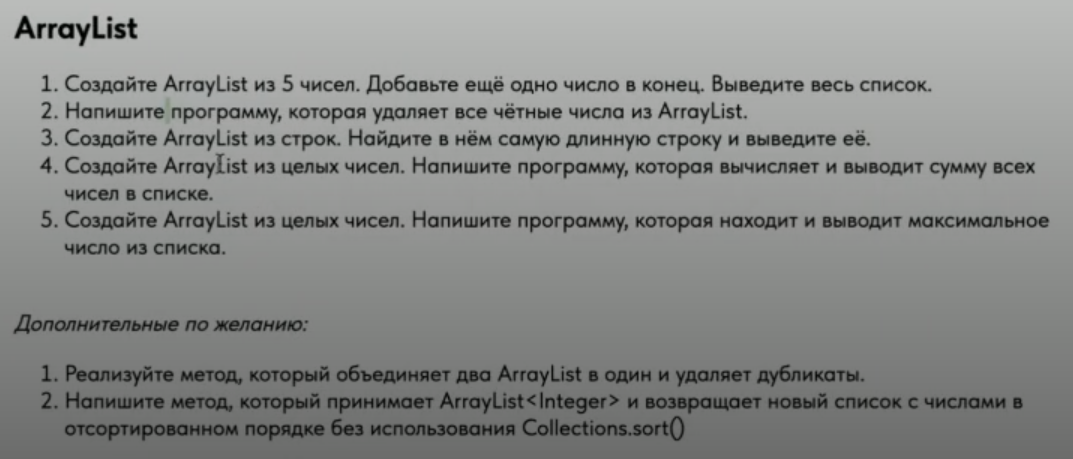 ArrayList
1. Создайте ArrayList из 5 чисел. Добавьте ещё одно число в конец. Выведите весь список.
2. Напишите программу, которая удаляет все чётные числа из ArrayList.
3. Создайте ArrayList из строк. Найдите в нём самую длинную строку и выведите её.
4. Создайте ArrayList из целых чисел. Напишите программу, которая вычисляет и выводит сумму всех
чисел в списке.
5. Создайте ArrayList из целых чисел. Напишите программу, которая находит и выводит максимальное
число из списка.
Дополнительные по желанию:
1. Реализуйте метод, который объединяет два ArrayList в один и удаляет дубликаты.
2. Напишите метод, который принимает ArrayList<Integer> и возвращает новый список с числами в
отсортированном порядке без использования Collections.sort()